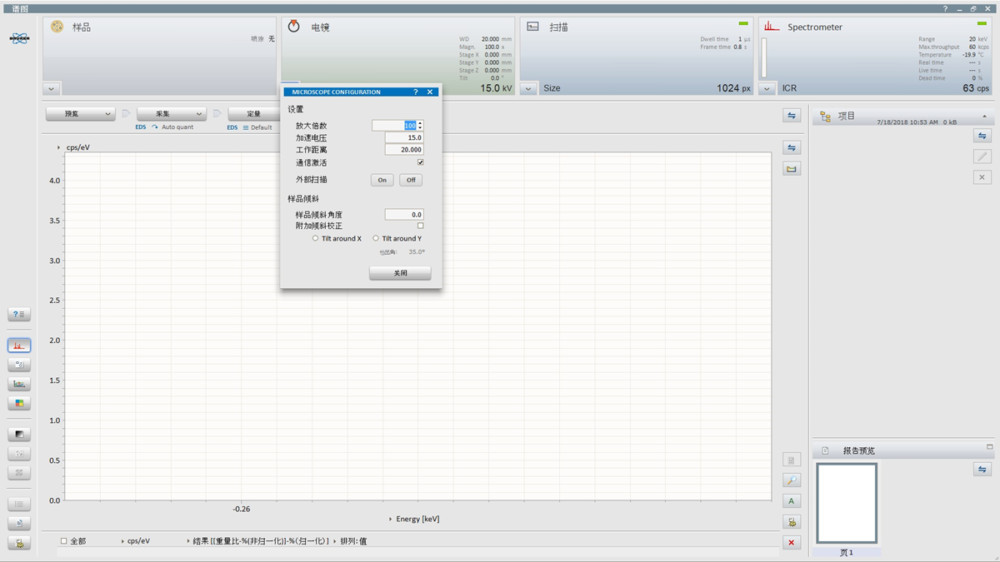 谱图
?
BRUKER
样品
喷涂 无
电镜
WD 20.000 mm
Magn. 100.0 x
Stage X 0.000 mm
Stage Y 0.000 mm
Stage Z 0.000 mm
Tilt 0.0 °
15.0 kV
扫描
Dwell time 1 µs
Frame time 0.8 s
Size 1024 px
Spectrometer
Range 20 keV
Max.throughput 60 kcps
Temperature -19.9 °C
Real time --- s
Live time --- s
Dead time 0 %
ICR 63 cps
预览
采集
定量
EDS Auto quant
EDS Default
MICROSCOPE CONFIGURATION ?
设置
放大倍数 100
加速电压 15.0
工作距离 20.000
通信激活
外部扫描 On Off
样品倾斜
样品倾斜角度 0.0
附加倾斜校正
Tilt around X Tilt around Y
出角: 35.0°
关闭
项目
7/18/2018 10:53 AM 0 kB
cps/eV
4.0
3.5
3.0
2.5
2.0
1.5
1.0
0.5
0.0
-0.26
Energy [keV]
?
A
报告预览
页 1
全部 cps/eV 结果 [[重量比-%(非归一化)]-%(归一化)] 排列:值